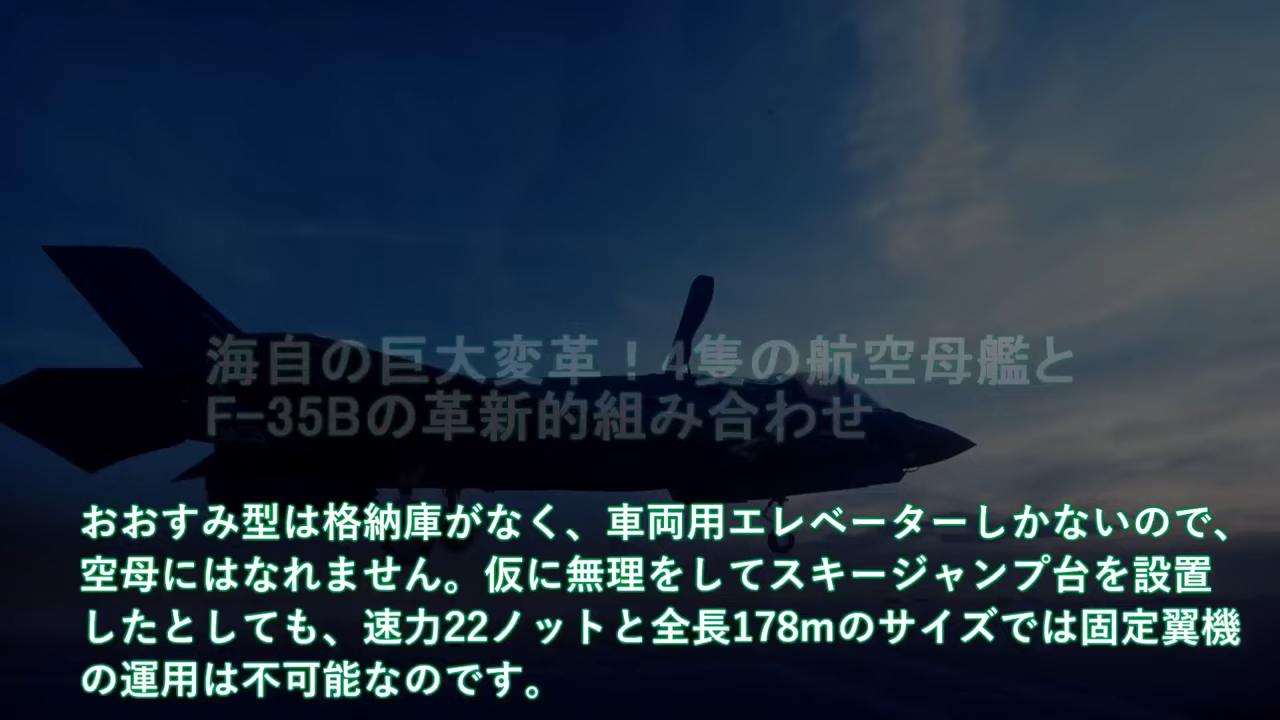 海自の巨大変革！4隻の航空母艦と
F-35Bの革新的組み合わせ
おおすみ型は格納庫がなく、車両用エレベーターしかないので、
空母にはなれません。仮に無理をしてスキージャンプ台を設置
したとしても、速力22ノットと全長178mのサイズでは固定翼機
の運用は不可能なのです。